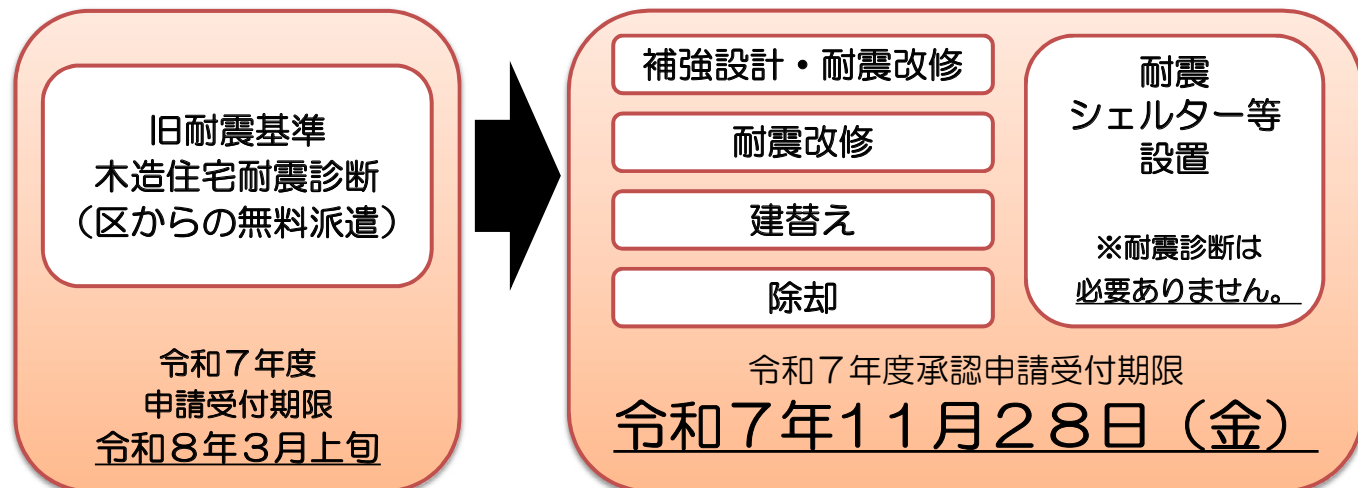 旧耐震基準
木造住宅耐震診断
（区からの無料派遣）
令和７年度
申請受付期限
令和８年３月上旬
補強設計・耐震改修
耐震改修
建替え
除却
耐震
シェルター等
設置
※耐震診断は
必要ありません。
令和７年度承認申請受付期限
令和７年１１月２８日（金）